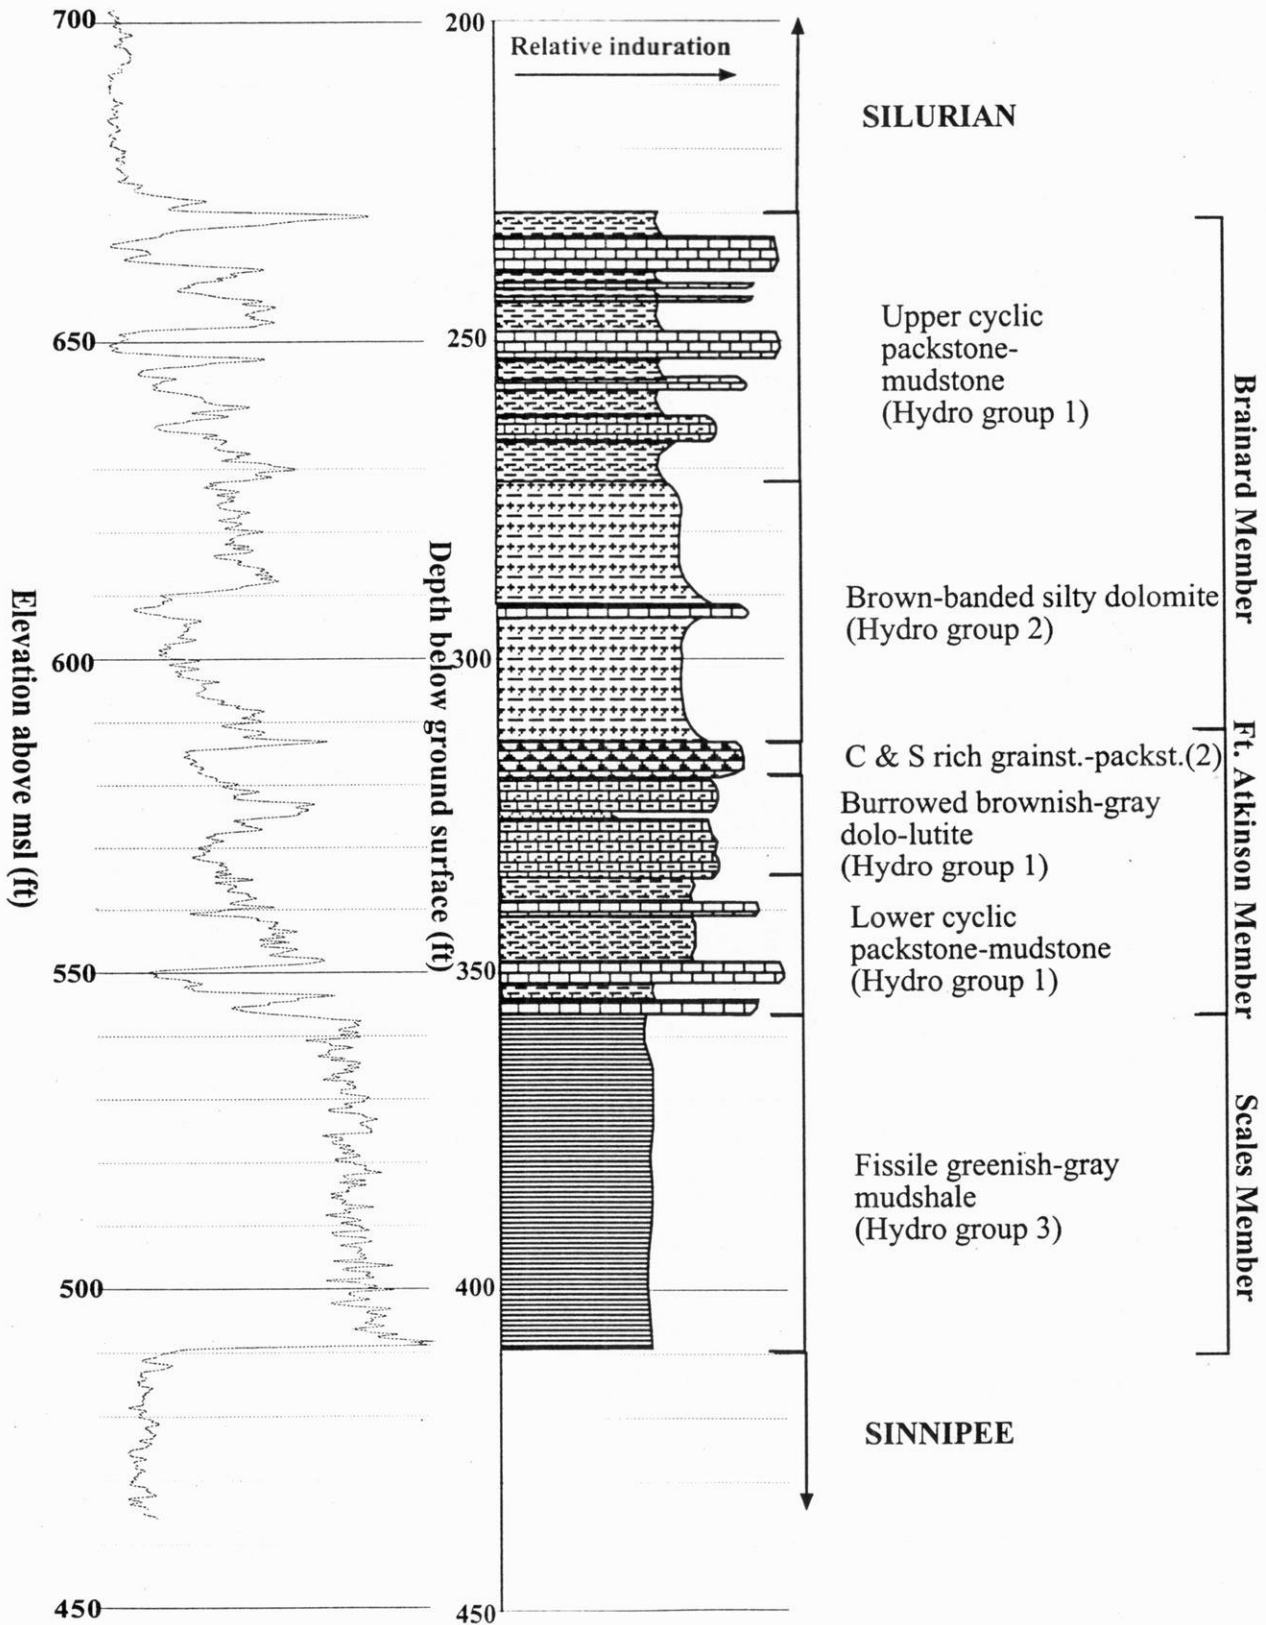 700
200
Relative induration
SILURIAN
Upper cyclic
packstone-
mudstone
(Hydro group 1)
650
250
Brainard Member
Brown-banded silty dolomite
(Hydro group 2)
Elevation above msl (ft)
Depth below ground surface (ft)
600
300
C & S rich grainst.-packst.(2)
Burrowed brownish-gray
dolo-lutite
(Hydro group 1)
Ft. Atkinson Member
Lower cyclic
packstone-mudstone
(Hydro group 1)
550
350
Fissile greenish-gray
mudshale
(Hydro group 3)
Scales Member
500
400
SINNIPEE
450
450